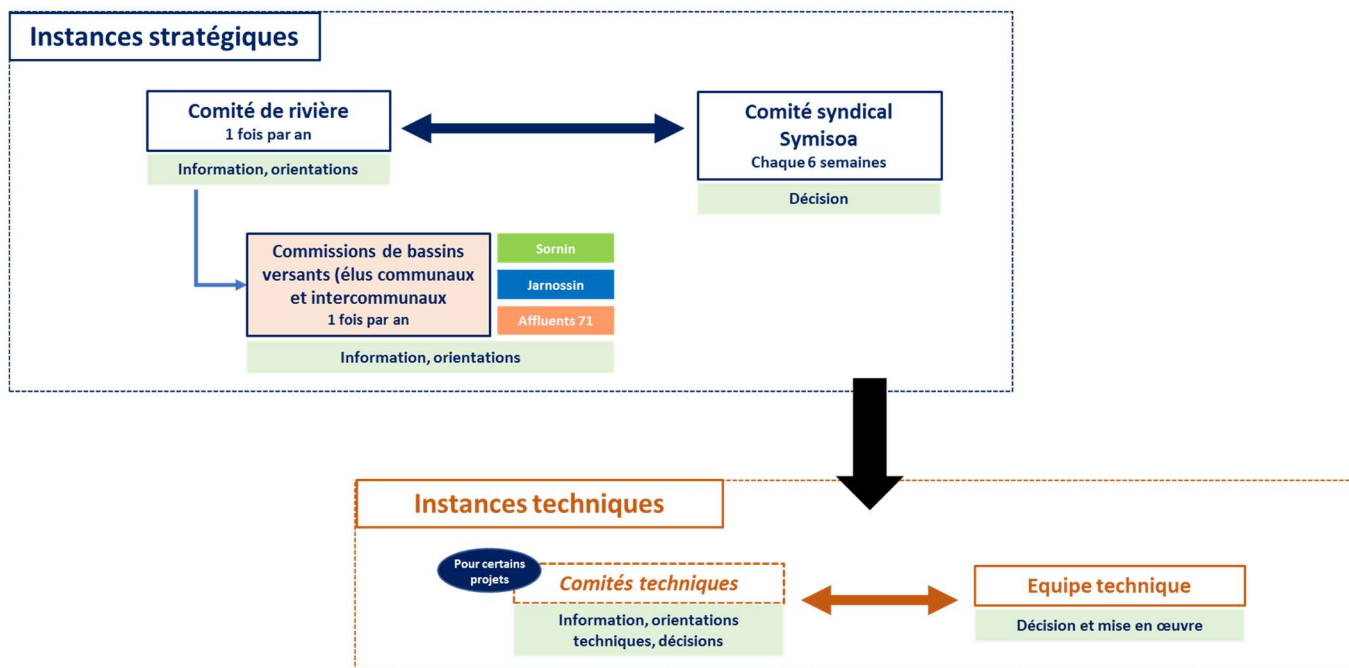 Instances stratégiques
Comité de rivière
1 fois par an
Information, orientations
Comité syndical
Symisoa
Chaque 6 semaines
Décision
Commissions de bassins
versants (élus communaux
et intercommunaux
1 fois par an
Sornin
Jarnossin
Affluents 71
Information, orientations
Instances techniques
Pour certains
projets
Comités techniques
Information, orientations
techniques, décisions
Equipe technique
Décision et mise en œuvre